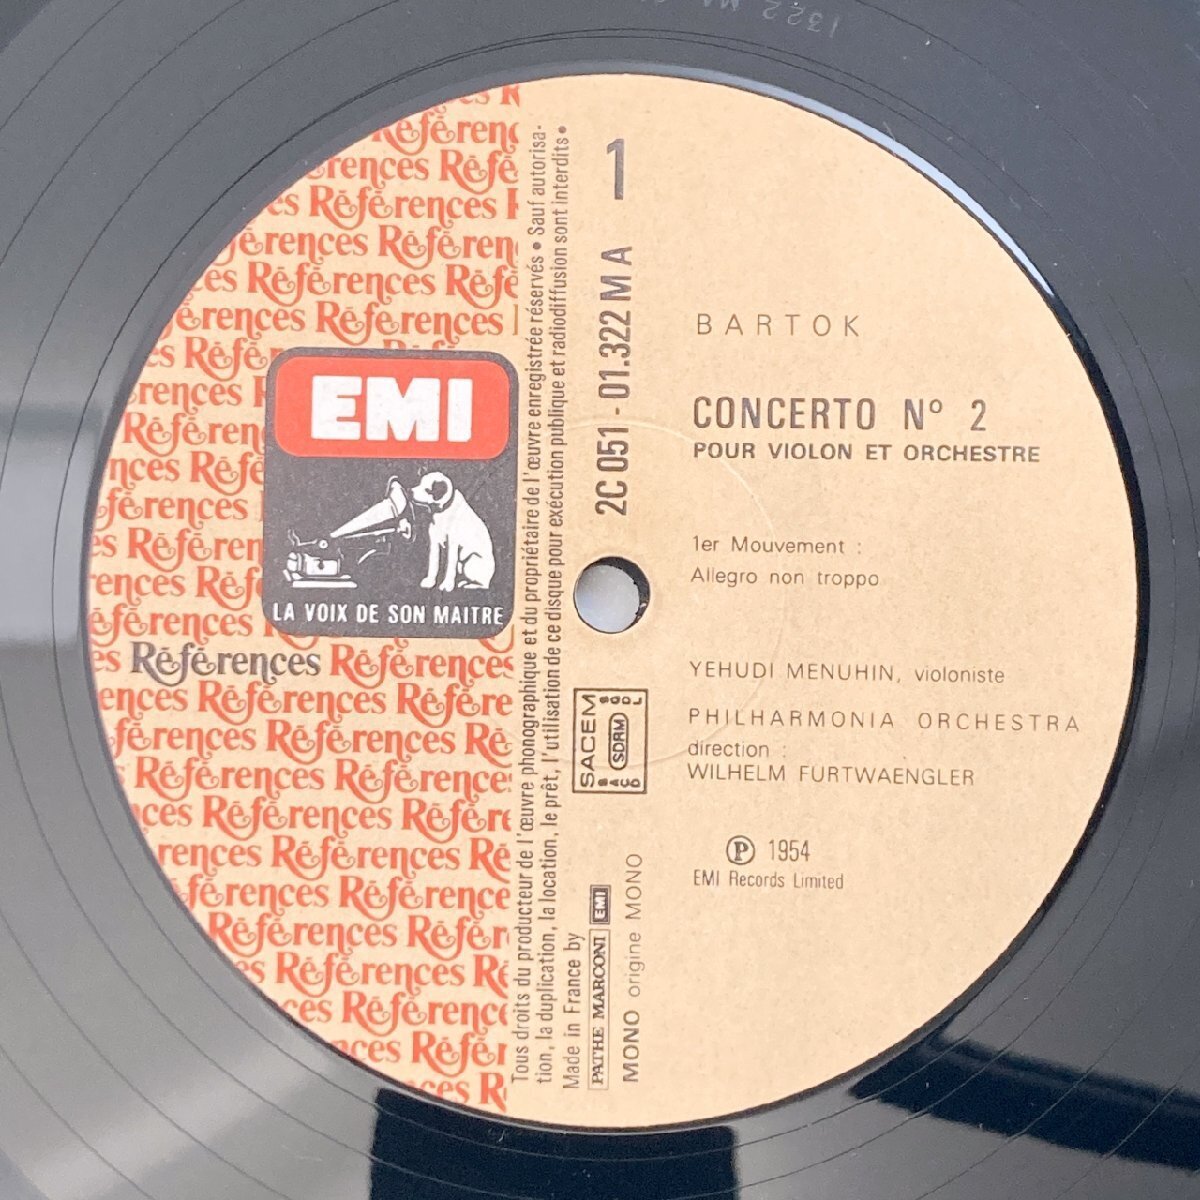 Références
EMI
LA VOIX DE SON MAITRE
Références Références
Tous droits du producteur de l'œuvre phonographique et du propriétaire de l'œuvre enregistrée réservés • Sauf autorisa-
tion, la duplication, la location, le prêt, l'utilisation de ce disque pour exécution publique et radiodiffusion sont interdits •
Made in France by
PATHE MARCONI EMI
MONO origine MONO
SACEM
SDRM
2C 051 - 01.322 M A
1
BARTOK
CONCERTO Nº 2
POUR VIOLON ET ORCHESTRE
1er Mouvement :
Allegro non troppo
YEHUDI MENUHIN, violoniste
PHILHARMONIA ORCHESTRA
direction :
WILHELM FURTWAENGLER
Ⓟ 1954
EMI Records Limited